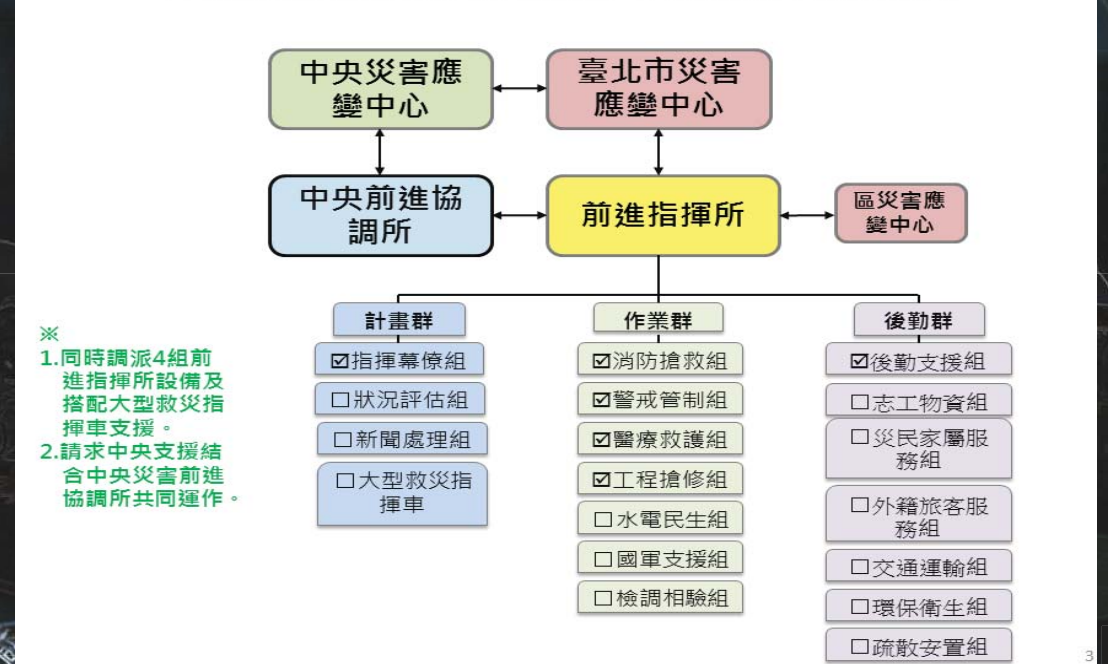 中央災害應
變中心
臺北市災害
應變中心
中央前進協
調所
前進指揮所
區災害應
變中心
※
1.同時調派4組前
進指揮所設備及
搭配大型救災指
揮車支援。
2.請求中央支援結
合中央災害前進
協調所共同運作。
計畫群
☑指揮幕僚組
☐狀況評估組
☐新聞處理組
☐大型救災指
揮車
作業群
☑消防搶救組
☑警戒管制組
☑醫療救護組
☑工程搶修組
☐水電民生組
☐國軍支援組
☐檢調相驗組
後勤群
☑後勤支援組
☐志工物資組
☐災民家屬服
務組
☐外籍旅客服
務組
☐交通運輸組
☐環保衛生組
☐疏散安置組
3